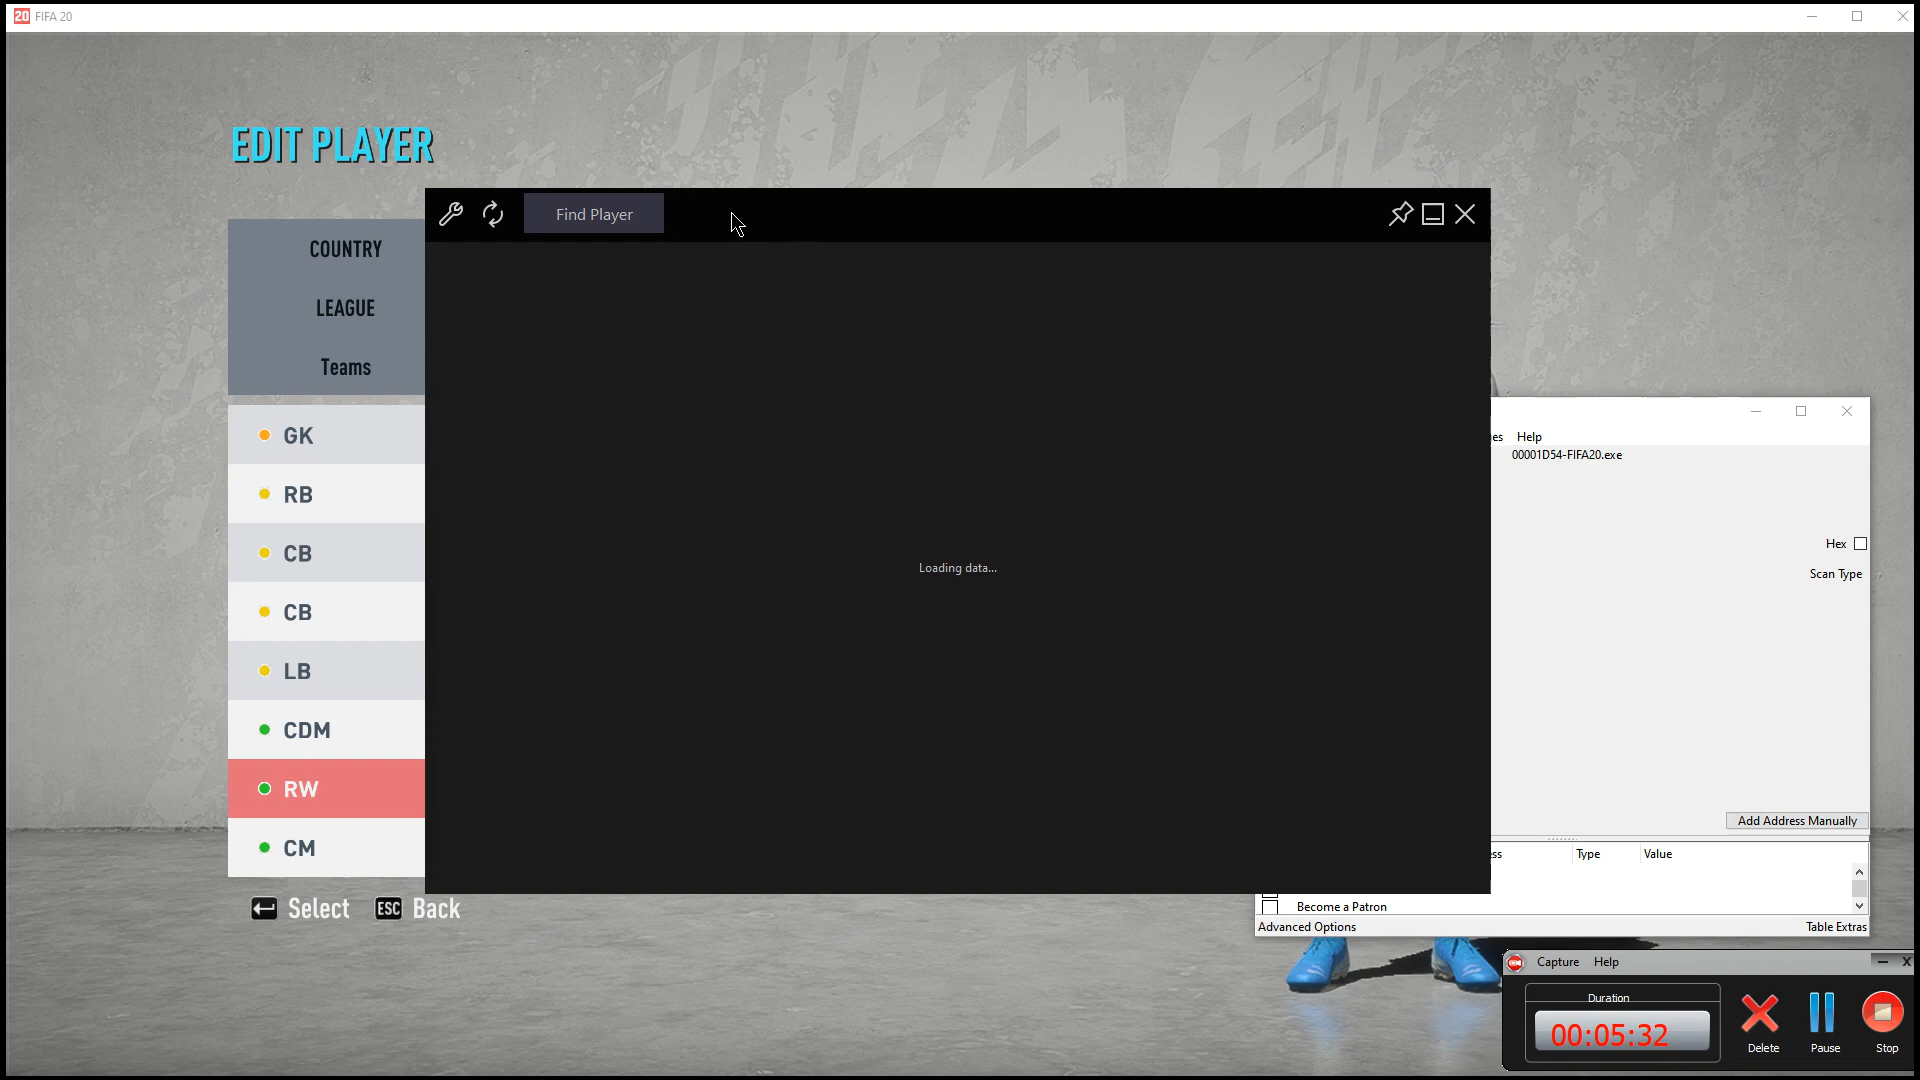 20 FIFA 20
EDIT PLAYER
Find Player
COUNTRY
LEAGUE
Teams
GK
RB
CB
CB
LB
CDM
RW
CM
Loading data...
es Help
00001D54-FIFA20.exe
Hex
Scan Type
Add Address Manually
ss Type Value
Become a Patron
Advanced Options Table Extras
Select ESC Back
Capture Help
Duration
00:05:32
Delete Pause Stop